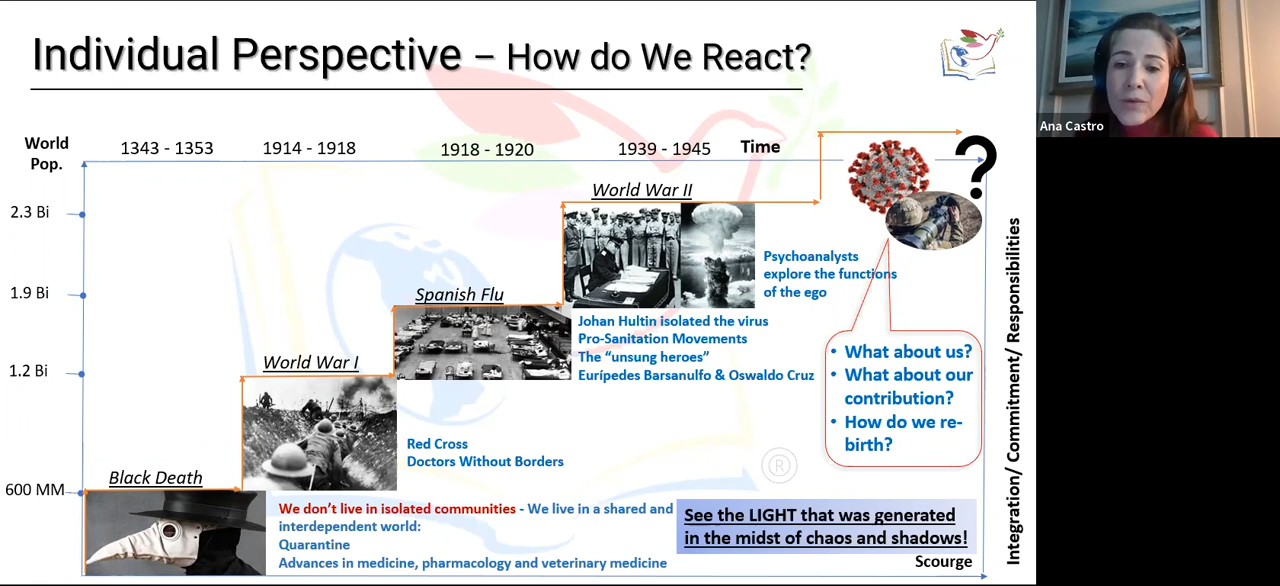 Individual Perspective – How do We React?
Ana Castro
World
Pop.
1343 - 1353
1914 - 1918
1918 - 1920
1939 - 1945
Time
?
World War II
2.3 Bi
Psychoanalysts
explore the functions
of the ego
1.9 Bi
Spanish Flu
Johan Hultin isolated the virus
Pro-Sanitation Movements
The “unsung heroes”
Eurípedes Barsanulfo & Oswaldo Cruz
• What about us?
• What about our
contribution?
• How do we re-
birth?
World War I
1.2 Bi
Red Cross
Doctors Without Borders
®
Black Death
600 MM
We don’t live in isolated communities - We live in a shared and
interdependent world:
Quarantine
Advances in medicine, pharmacology and veterinary medicine
See the LIGHT that was generated
in the midst of chaos and shadows!
Scourge
Integration/ Commitment/ Responsibilities